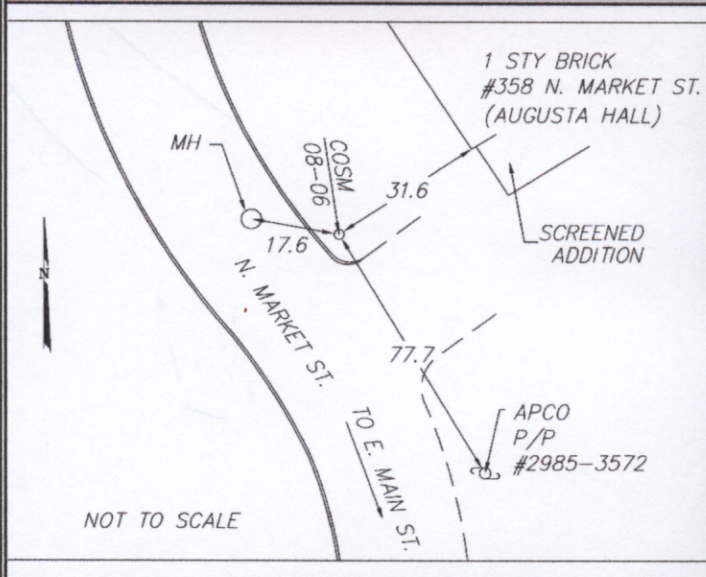 1 STY BRICK
#358 N. MARKET ST.
(AUGUSTA HALL)
MH
COSM
08-06
31.6
17.6
SCREENED
ADDITION
N
N. MARKET ST.
77.7
TO E. MAIN ST.
APCO
P/P
#2985-3572
NOT TO SCALE